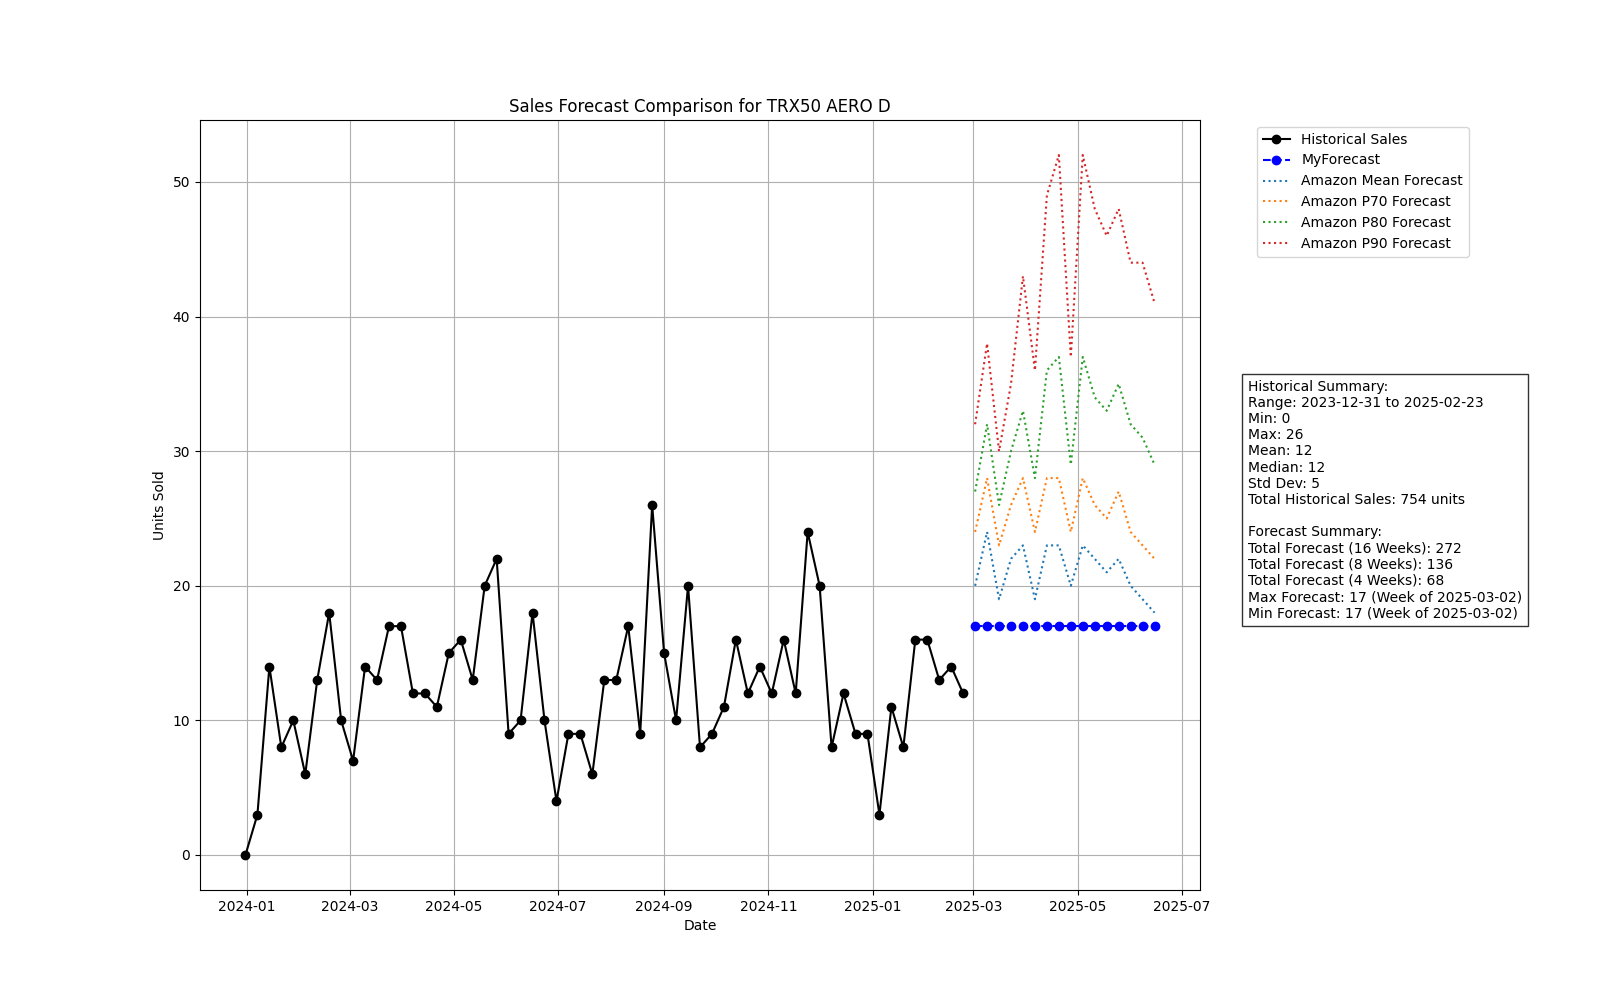 Sales Forecast Comparison for TRX50 AERO D
Historical Sales
MyForecast
Amazon Mean Forecast
Amazon P70 Forecast
Amazon P80 Forecast
Amazon P90 Forecast
50
40
30
20
10
0
Units Sold
2024-01 2024-03 2024-05 2024-07 2024-09 2024-11 2025-01 2025-03 2025-05 2025-07
Date
Historical Summary:
Range: 2023-12-31 to 2025-02-23
Min: 0
Max: 26
Mean: 12
Median: 12
Std Dev: 5
Total Historical Sales: 754 units
Forecast Summary:
Total Forecast (16 Weeks): 272
Total Forecast (8 Weeks): 136
Total Forecast (4 Weeks): 68
Max Forecast: 17 (Week of 2025-03-02)
Min Forecast: 17 (Week of 2025-03-02)